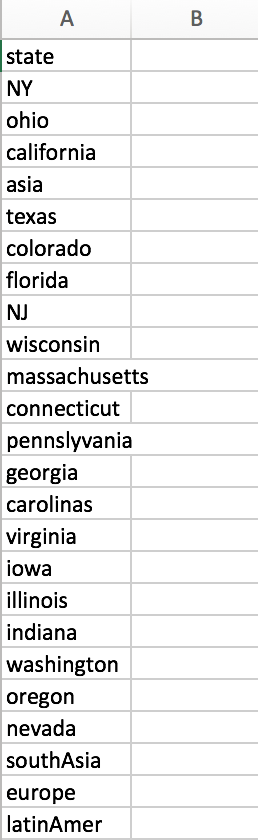 A B
state
NY
ohio
california
asia
texas
colorado
florida
NJ
wisconsin
massachusetts
connecticut
pennslyvania
georgia
carolinas
virginia
iowa
illinois
indiana
washington
oregon
nevada
southAsia
europe
latinAmer